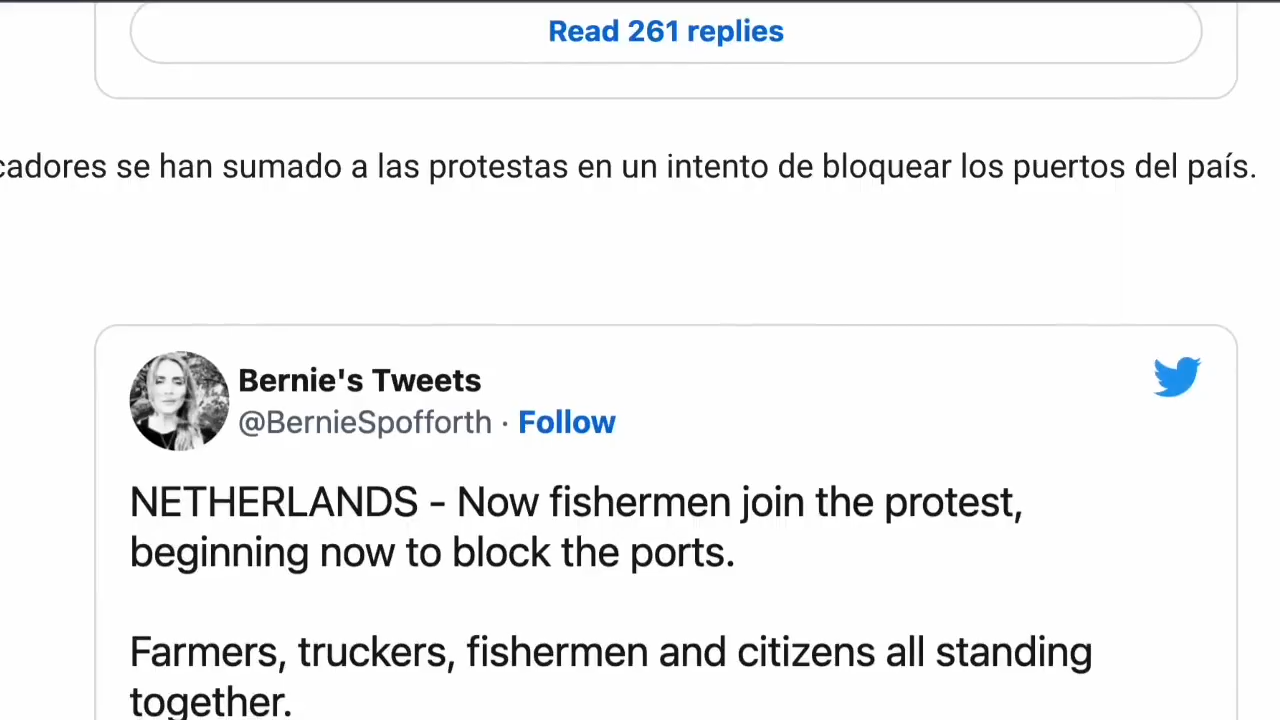 Read 261 replies
cadores se han sumado a las protestas en un intento de bloquear los puertos del país.
Bernie's Tweets
@BernieSpofforth · Follow
NETHERLANDS - Now fishermen join the protest,
beginning now to block the ports.
Farmers, truckers, fishermen and citizens all standing
together.